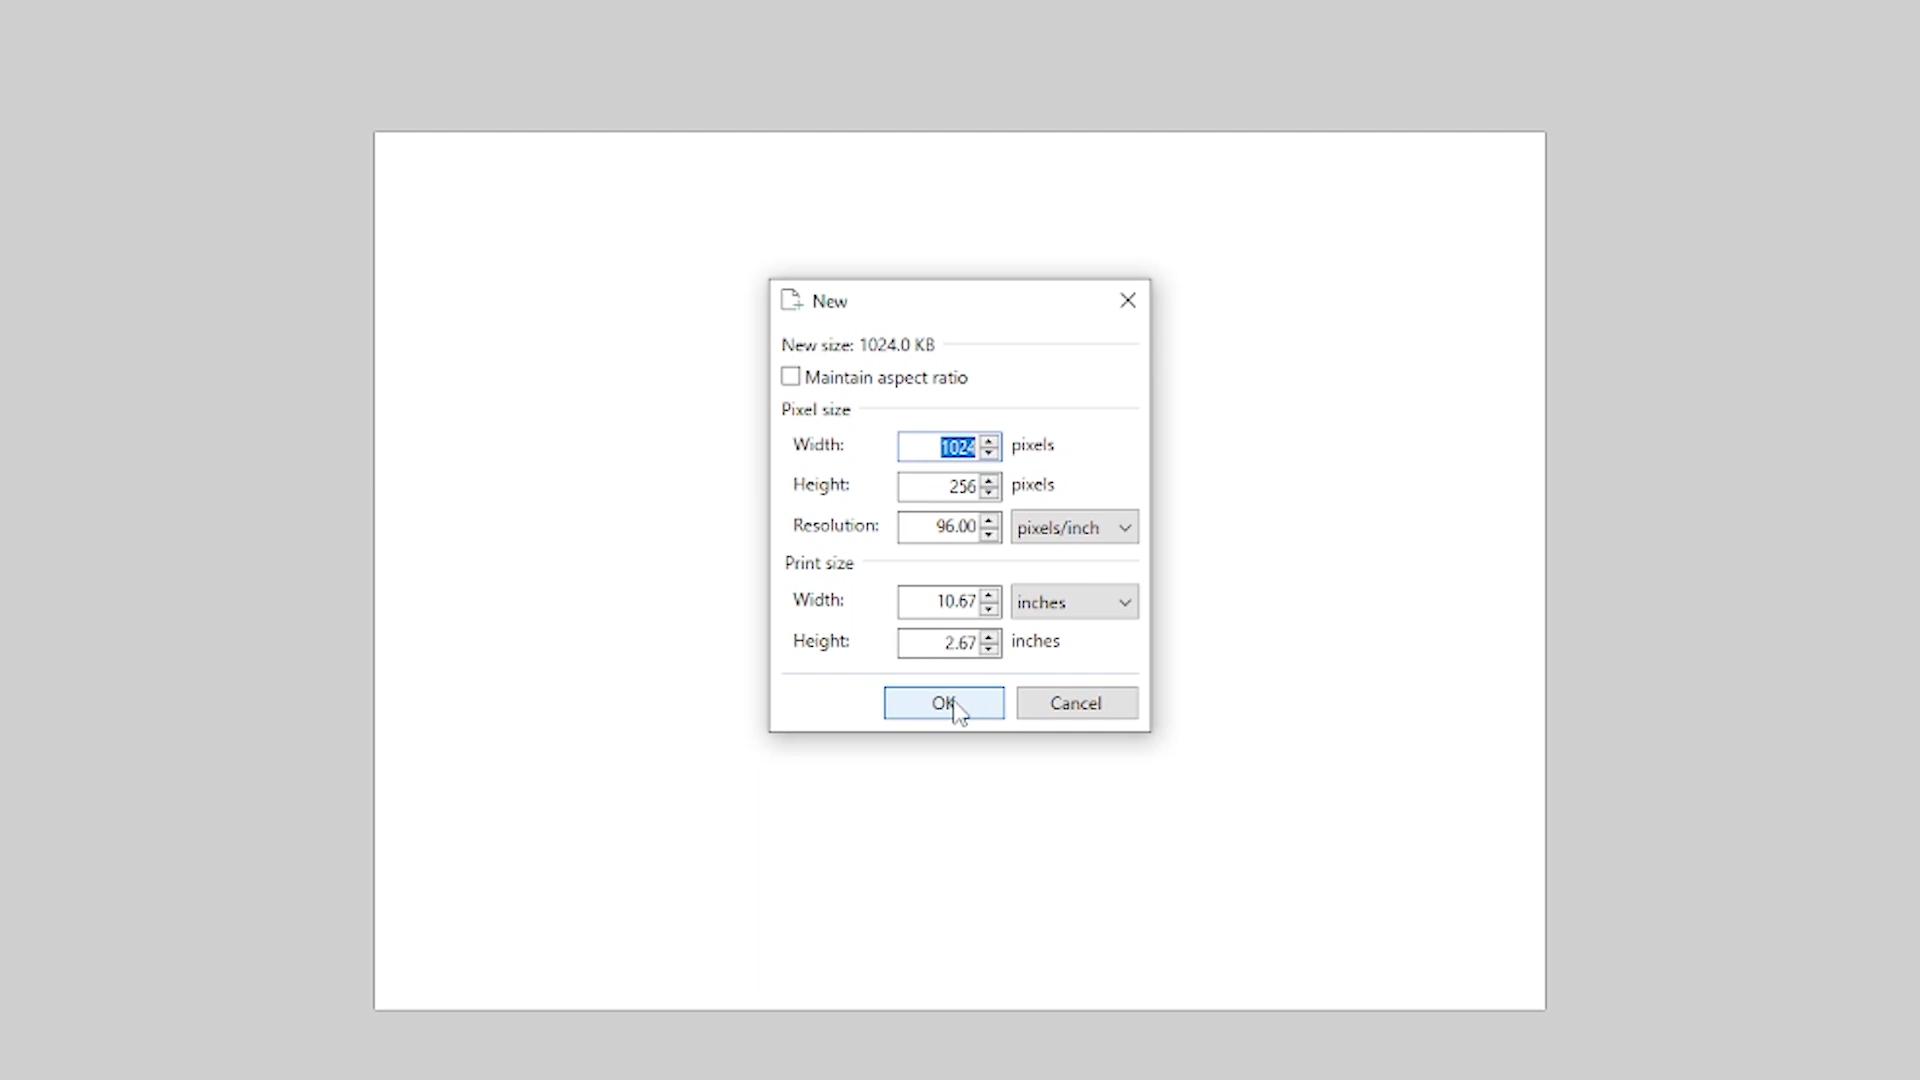 New
New size: 1024.0 KB
Maintain aspect ratio
Pixel size
Width: 1024 pixels
Height: 256 pixels
Resolution: 96.00 pixels/inch
Print size
Width: 10.67 inches
Height: 2.67 inches
OK Cancel